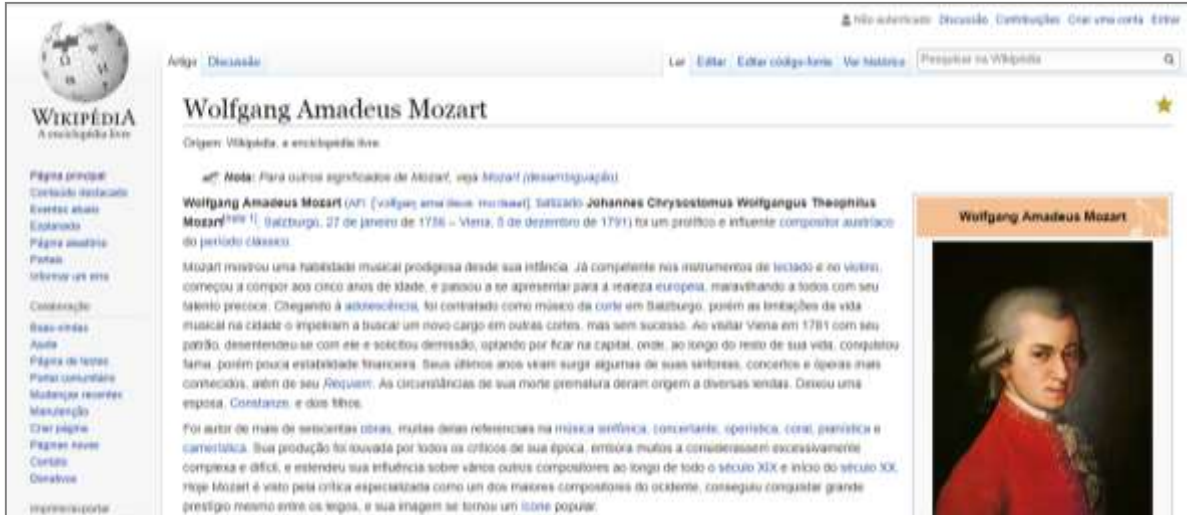 Não autenticado Discussão Contribuições Criar uma conta Entrar
Artigo Discussão
Ler Editar Editar código-fonte Ver histórico Pesquisar na Wikipédia
WIKIPÉDIA
A enciclopédia livre
Wolfgang Amadeus Mozart
Origem: Wikipédia, a enciclopédia livre.
Nota: Para outros significados de Mozart, veja Mozart (desambiguação).
Página principal
Conteúdo destacado
Eventos atuais
Esplanada
Página aleatória
Portais
Informar um erro
Colaboração
Boas-vindas
Ajuda
Página de testes
Portal comunitário
Mudanças recentes
Manutenção
Criar página
Páginas novas
Contato
Donativos
Imprimir/exportar
Wolfgang Amadeus Mozart (AFI: batizado Johannes Chrysostomus Wolfgangus Theophilus
Mozart[nota 1]; Salzburgo, 27 de janeiro de 1756 – Viena, 5 de dezembro de 1791) foi um prolífico e influente compositor austríaco
do período clássico.
Mozart mostrou uma habilidade musical prodigiosa desde sua infância. Já competente nos instrumentos de teclado e no violino,
começou a compor aos cinco anos de idade, e passou a se apresentar para a realeza europeia, maravilhando a todos com seu
talento precoce. Chegando à adolescência, foi contratado como músico da corte em Salzburgo, porém as limitações da vida
musical na cidade o impeliram a buscar um novo cargo em outras cortes, mas sem sucesso. Ao visitar Viena em 1781 com seu
patrão, desentendeu-se com ele e solicitou demissão, optando por ficar na capital, onde, ao longo do resto de sua vida, conquistou
fama, porém pouca estabilidade financeira. Seus últimos anos viram surgir algumas de suas sinfonias, concertos e óperas mais
conhecidos, além de seu Requiem. As circunstâncias de sua morte prematura deram origem a diversas lendas. Deixou uma
esposa, Constanze, e dois filhos.
Foi autor de mais de seiscentas obras, muitas delas referenciais na música sinfônica, concertante, operística, coral, pianística e
camerística. Sua produção foi louvada por todos os críticos de sua época, embora muitos a considerassem excessivamente
complexa e difícil, e estendeu sua influência sobre vários outros compositores ao longo de todo o século XIX e início do século XX.
Hoje Mozart é visto pela crítica especializada como um dos maiores compositores do ocidente, conseguiu conquistar grande
prestígio mesmo entre os leigos, e sua imagem se tornou um ícone popular.
Wolfgang Amadeus Mozart